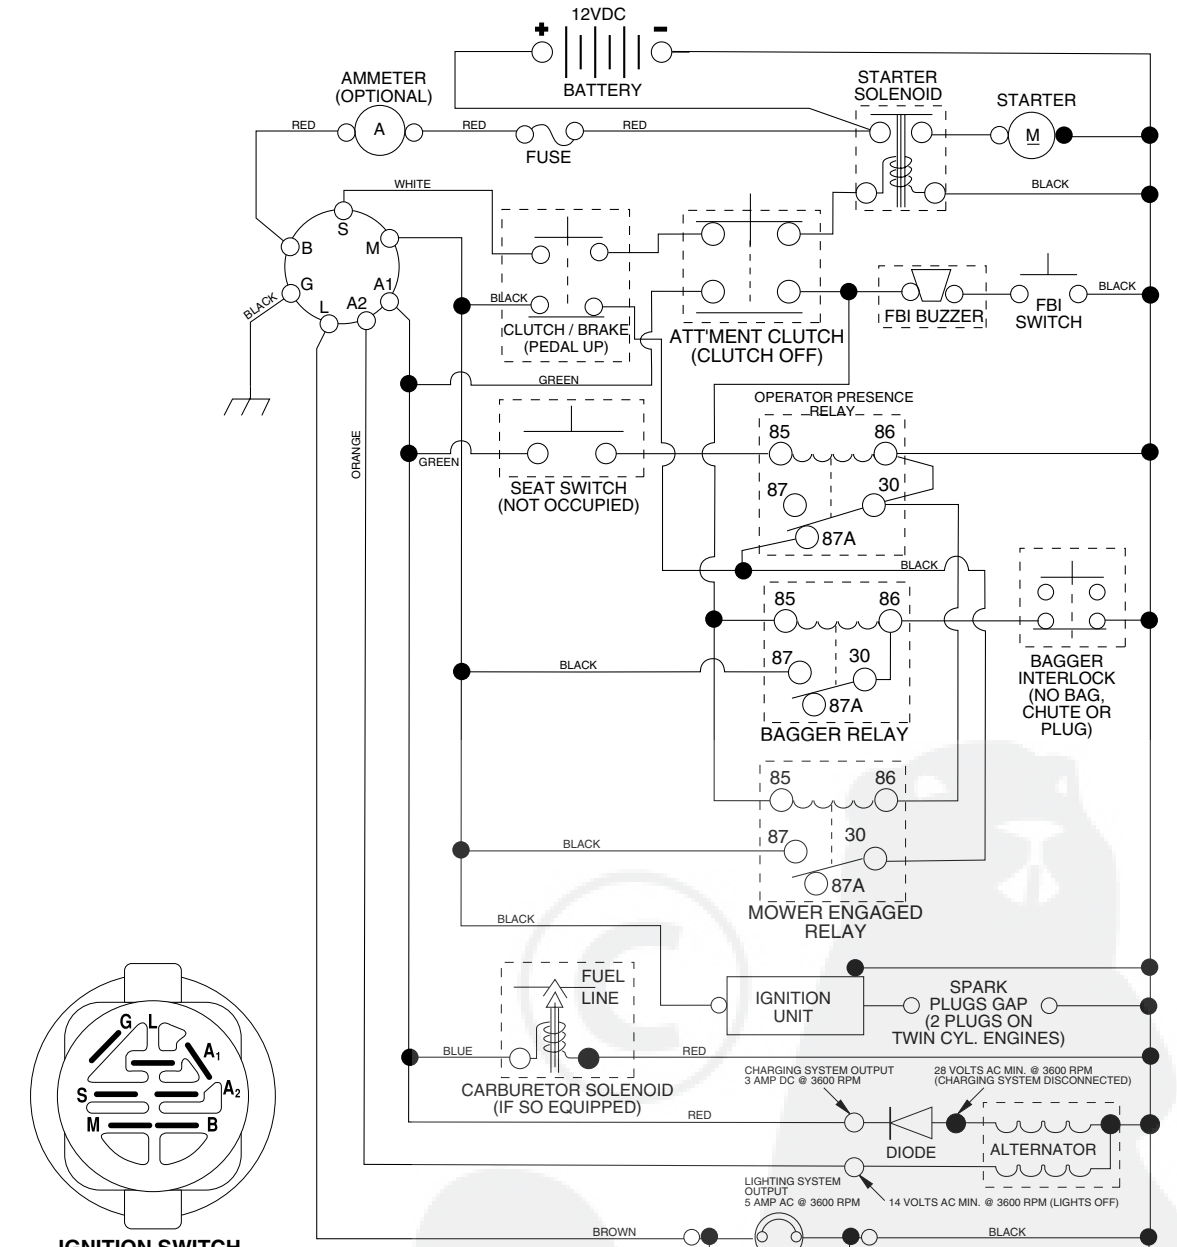 12VDC
+
-
BATTERY
AMMETER
(OPTIONAL)
STARTER
SOLENOID
STARTER
RED
A
RED
FUSE
RED
M
WHITE
BLACK
S
B
M
G
A1
A2
L
BLACK
BLACK
CLUTCH / BRAKE
(PEDAL UP)
ATT'MENT CLUTCH
(CLUTCH OFF)
FBI BUZZER
FBI
SWITCH
BLACK
GREEN
OPERATOR PRESENCE
RELAY
85
86
ORANGE
GREEN
SEAT SWITCH
(NOT OCCUPIED)
87
30
87A
BLACK
85
86
BLACK
87
30
87A
BAGGER RELAY
BAGGER
INTERLOCK
(NO BAG,
CHUTE OR
PLUG)
85
86
BLACK
87
30
87A
MOWER ENGAGED
RELAY
BLACK
C
FUEL
LINE
IGNITION
UNIT
SPARK
PLUGS GAP
(2 PLUGS ON
TWIN CYL. ENGINES)
BLUE
RED
CARBURETOR SOLENOID
(IF SO EQUIPPED)
CHARGING SYSTEM OUTPUT
3 AMP DC @ 3600 RPM
28 VOLTS AC MIN. @ 3600 RPM
(CHARGING SYSTEM DISCONNECTED)
RED
DIODE
ALTERNATOR
LIGHTING SYSTEM
OUTPUT
5 AMP AC @ 3600 RPM
14 VOLTS AC MIN. @ 3600 RPM (LIGHTS OFF)
BROWN
BLACK
G
L
A1
A2
S
M
B
IGNITION SWITCH